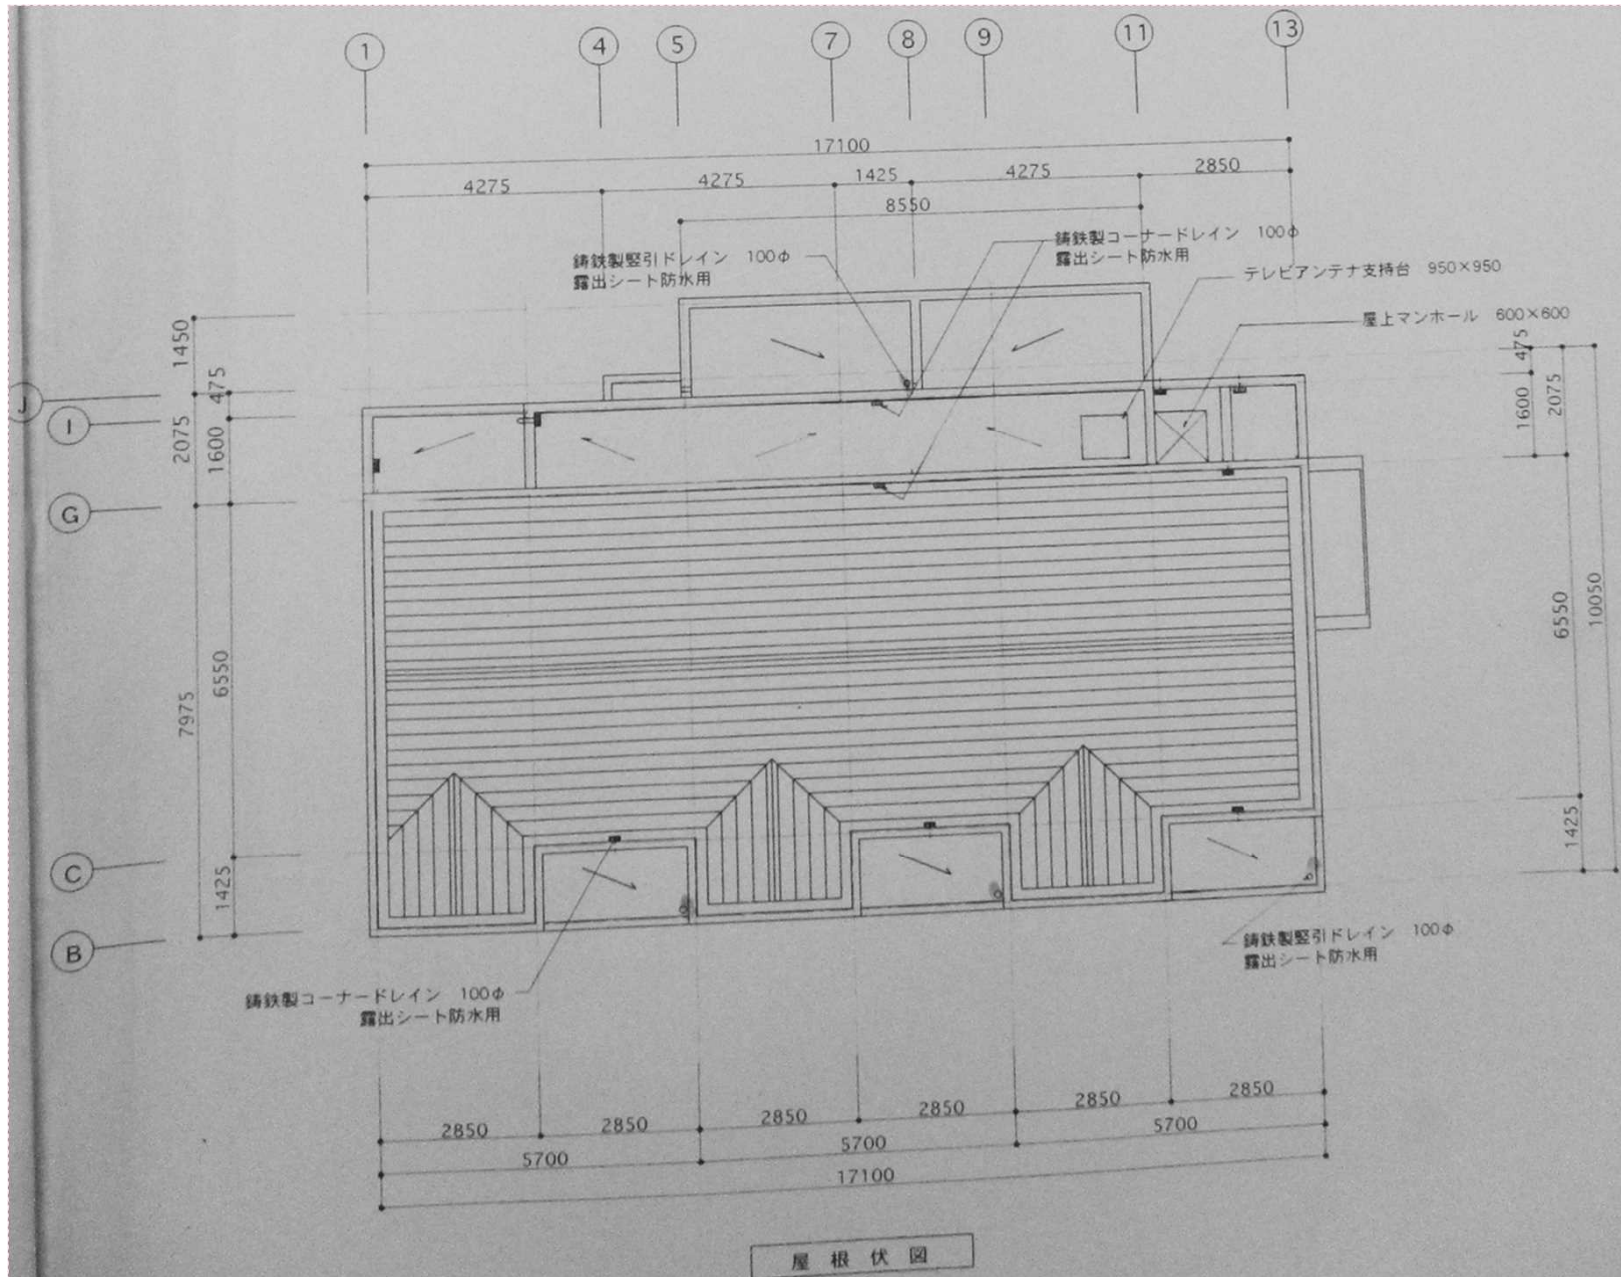 1 4 5 7 8 9 11 13
17100
4275 4275 1425 4275 2850
8550
鋳鉄製竪引ドレイン 100φ
露出シート防水用
鋳鉄製コーナードレイン 100φ
露出シート防水用
テレビアンテナ支持台 950×950
屋上マンホール 600×600
1450
475
2075
1600
7975
6550
1425
J
I
G
C
B
475
1600
2075
6550
10050
1425
鋳鉄製コーナードレイン 100φ
露出シート防水用
鋳鉄製竪引ドレイン 100φ
露出シート防水用
2850 2850 2850 2850 2850 2850
5700 5700 5700
17100
屋根伏図